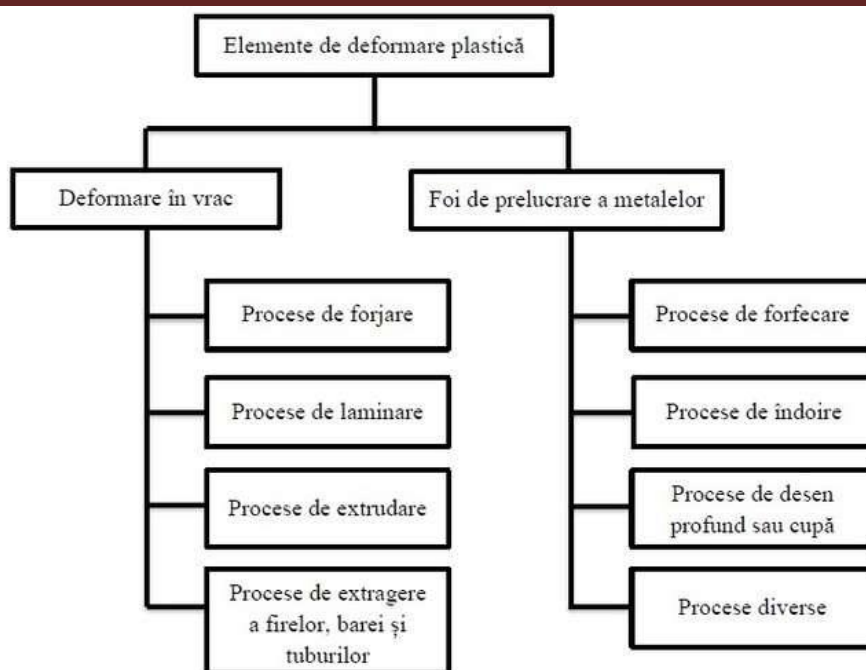 Elemente de deformare plastică
Deformare în vrac
Foi de prelucrare a metalelor
Procese de forjare
Procese de laminare
Procese de extrudare
Procese de extragere
a firelor, barei și
tuburilor
Procese de forfecare
Procese de îndoire
Procese de desen
profund sau cupă
Procese diverse